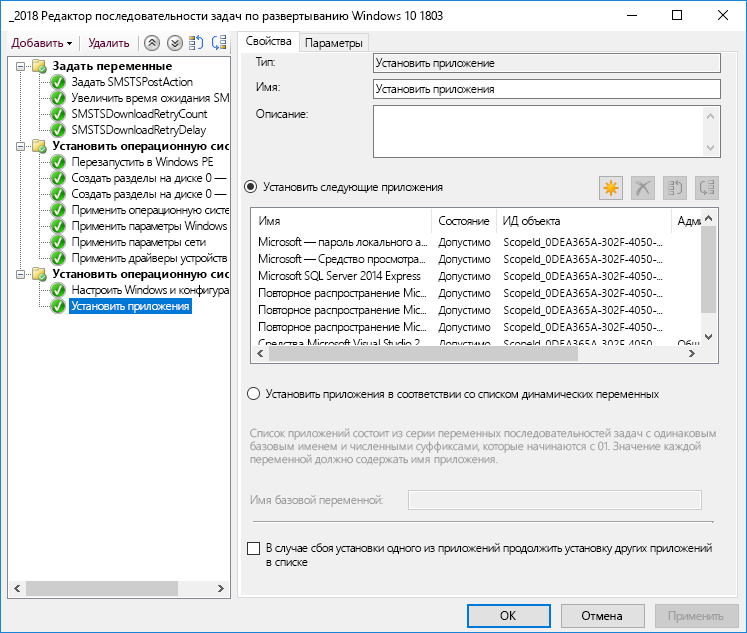 _2018 Редактор последовательности задач по развертыванию Windows 10 1803
Добавить
Удалить
Задать переменные
Задать SMSTSPostAction
Увеличить время ожидания SM
SMSTSDownloadRetryCount
SMSTSDownloadRetryDelay
Установить операционную сис
Перезапустить в Windows PE
Создать разделы на диске 0 —
Создать разделы на диске 0 —
Применить операционную систе
Применить параметры Windows
Применить параметры сети
Применить драйверы устройств
Установить операционную сис
Настроить Windows и конфигура
Установить приложения
Свойства
Параметры
Тип:
Установить приложение
Имя:
Установить приложения
Описание:
Установить следующие приложения
Имя Состояние ИД объекта Адми
Microsoft — пароль локального а... Допустимо ScopeId_0DEA365A-302F-4050-...
Microsoft — Средство просмотра... Допустимо ScopeId_0DEA365A-302F-4050-...
Microsoft SQL Server 2014 Express Допустимо ScopeId_0DEA365A-302F-4050-...
Повторное распространение Mic... Допустимо ScopeId_0DEA365A-302F-4050-...
Повторное распространение Mic... Допустимо ScopeId_0DEA365A-302F-4050-...
Повторное распространение Mic... Допустимо ScopeId_0DEA365A-302F-4050-...
Средства Microsoft Visual Studio 2... Допустимо ScopeId_0DEA365A-302F-4050-... Общ
Установить приложения в соответствии со списком динамических переменных
Список приложений состоит из серии переменных последовательностей задач с одинаковым
базовым именем и численными суффиксами, которые начинаются с 01. Значение каждой
переменной должно содержать имя приложения.
Имя базовой переменной:
В случае сбоя установки одного из приложений продолжить установку других приложений
в списке
OK
Отмена
Применить